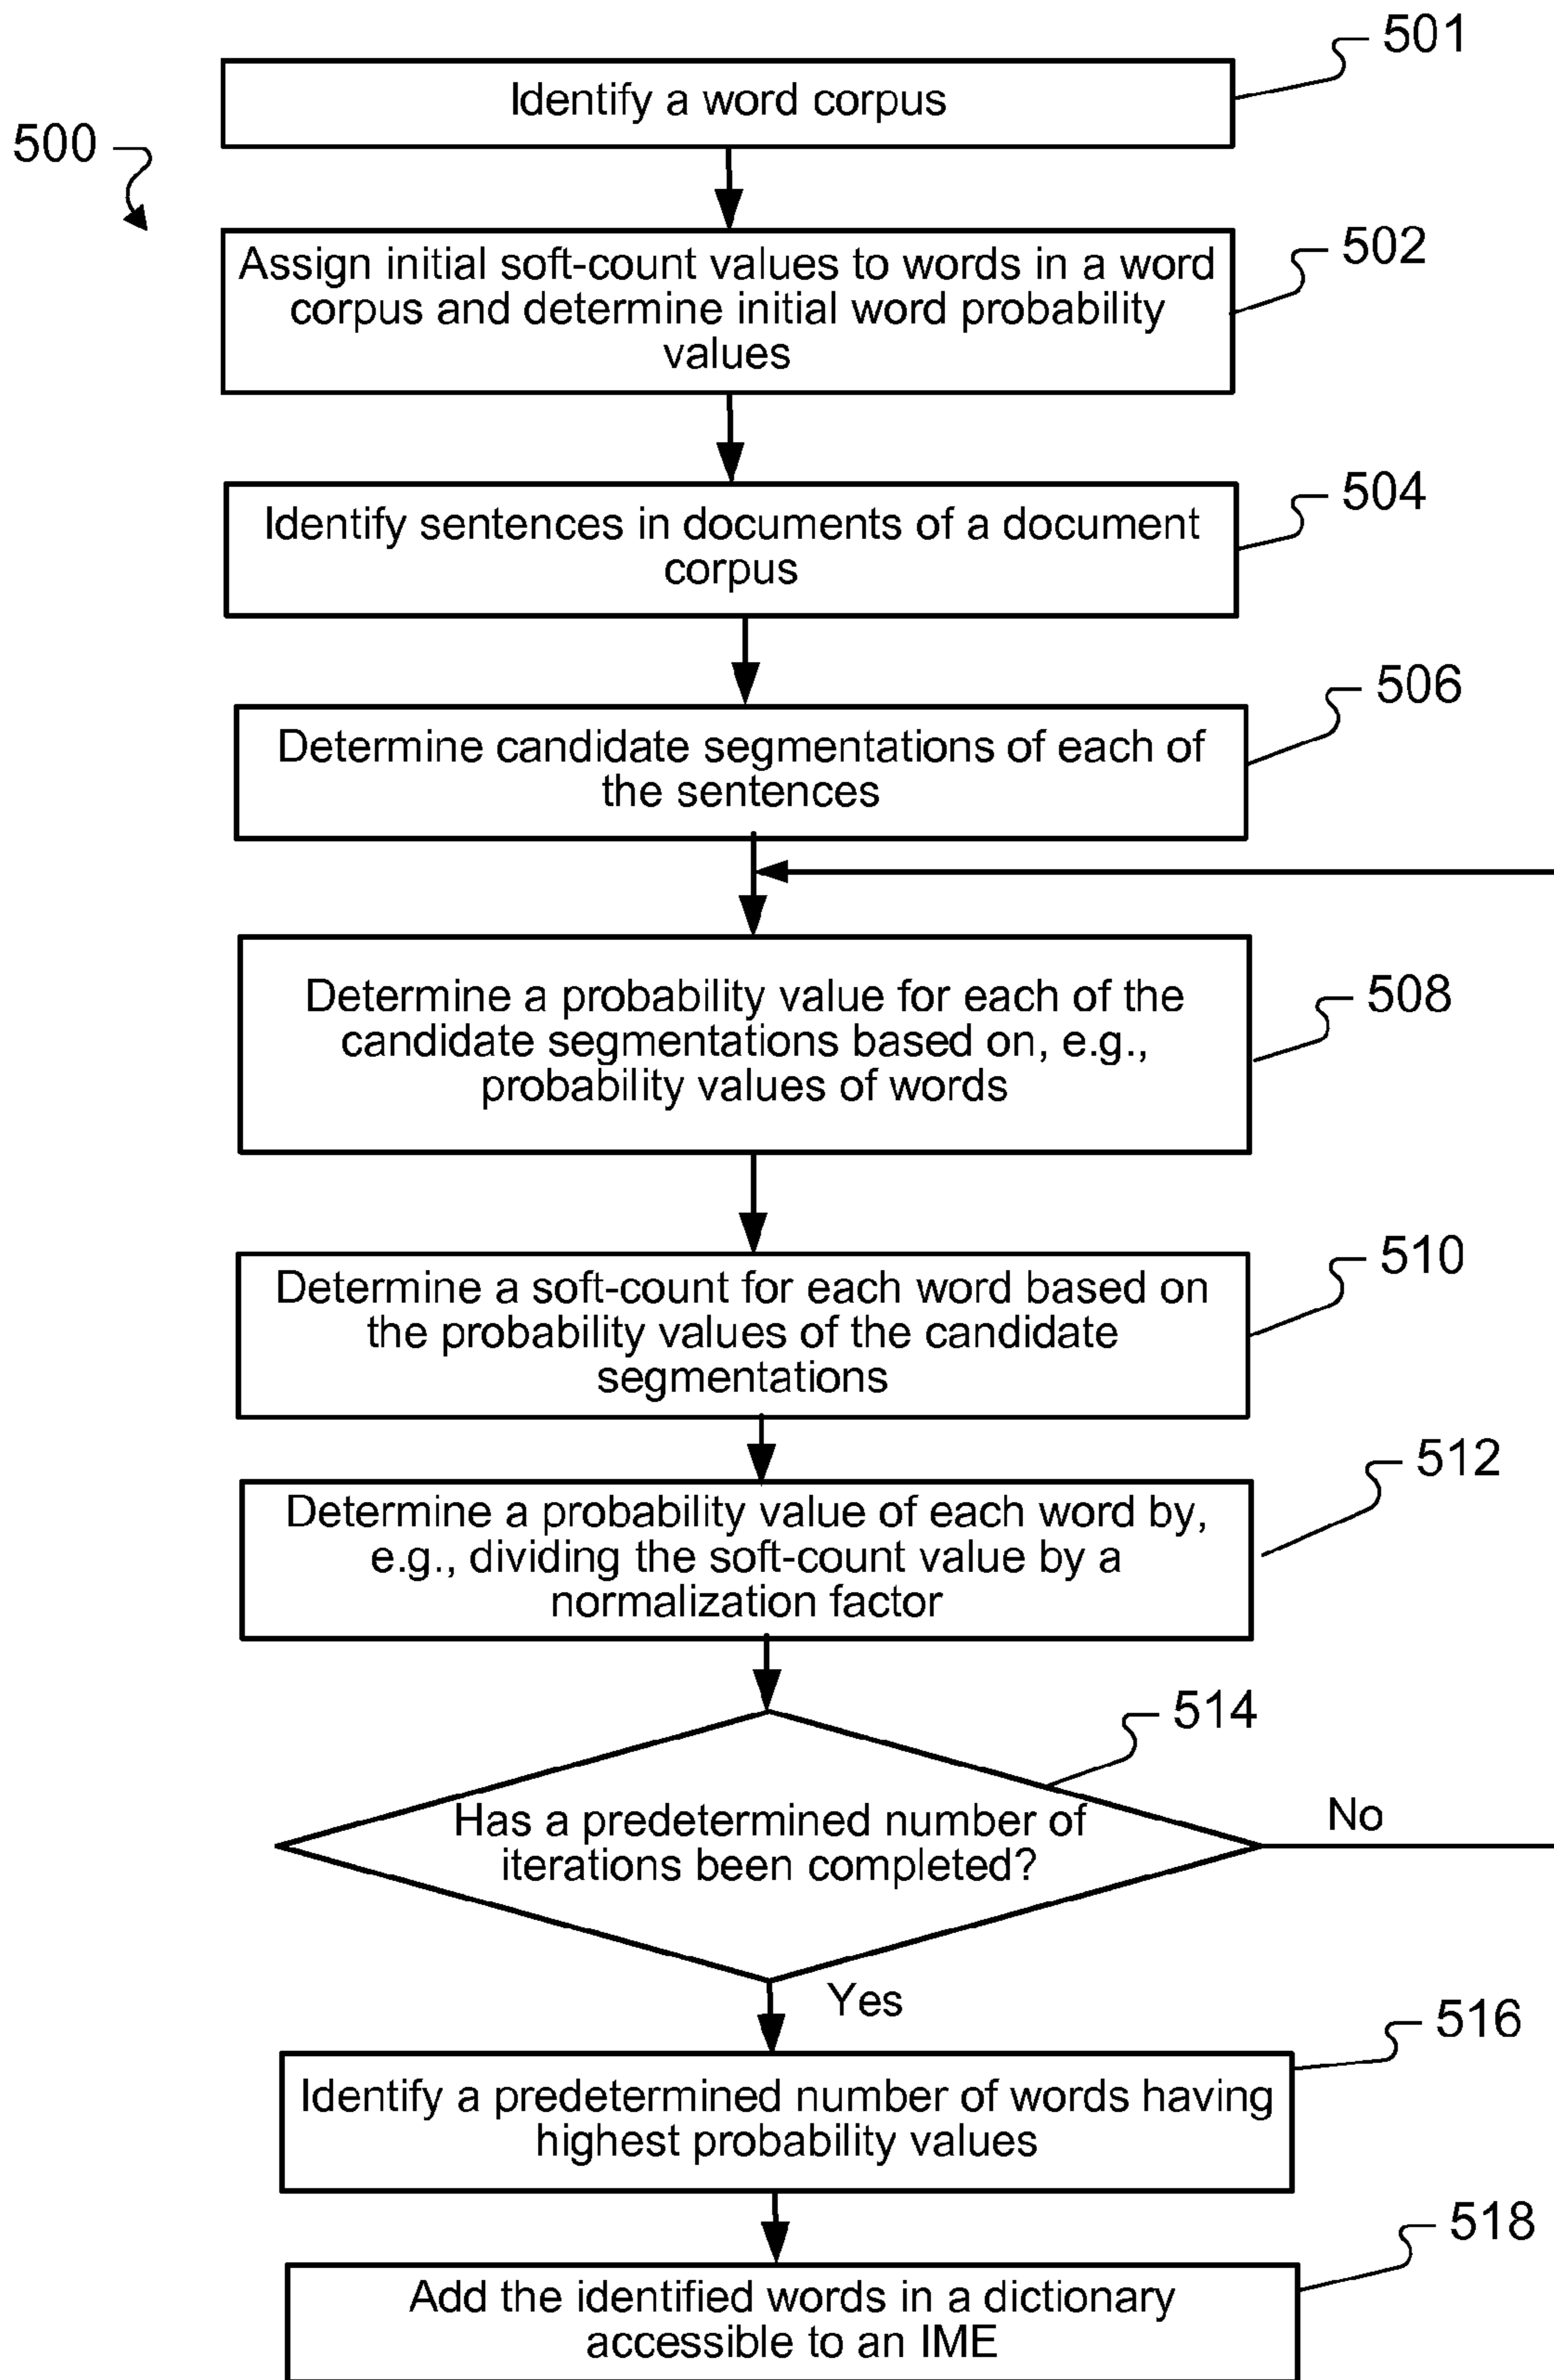 501
Identify a word corpus
500
502
Assign initial soft-count values to words in a word
corpus and determine initial word probability
values
504
Identify sentences in documents of a document
corpus
506
Determine candidate segmentations of each of
the sentences
508
Determine a probability value for each of the
candidate segmentations based on, e.g.,
probability values of words
510
Determine a soft-count for each word based on
the probability values of the candidate
segmentations
512
Determine a probability value of each word by,
e.g., dividing the soft-count value by a
normalization factor
514
Has a predetermined number of
iterations been completed?
No
Yes
516
Identify a predetermined number of words having
highest probability values
518
Add the identified words in a dictionary
accessible to an IME